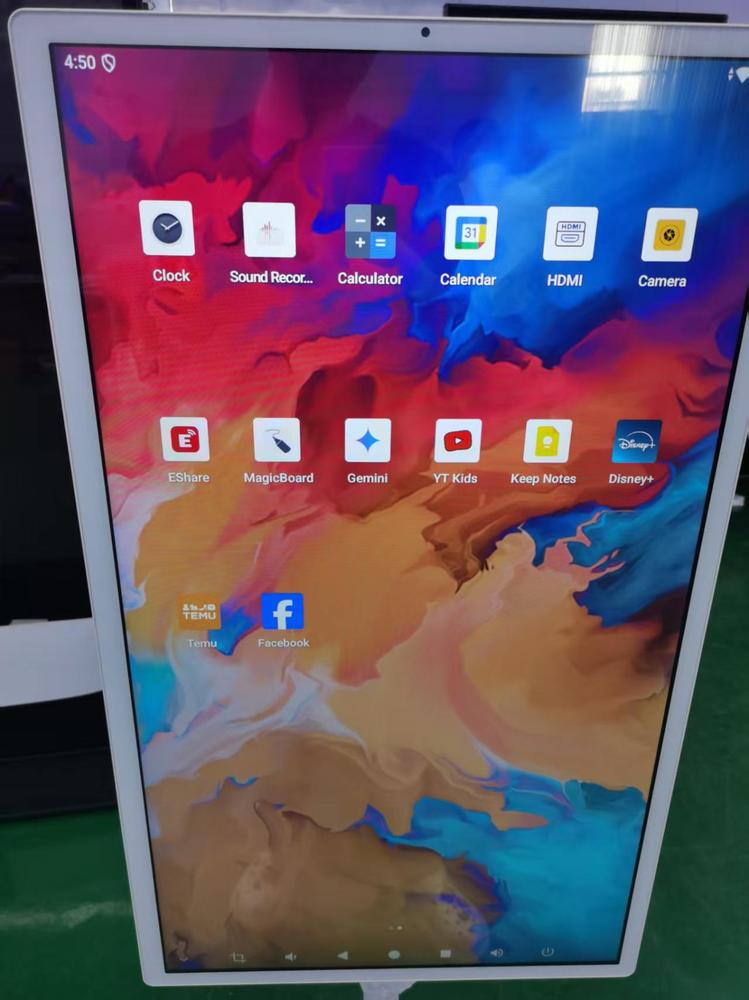 4:50
Clock Sound Recor... Calculator Calendar HDMI Camera
31 HDMI
EShare MagicBoard Gemini YT Kids Keep Notes Disney+
E Disney+
TEMU
Temu Facebook